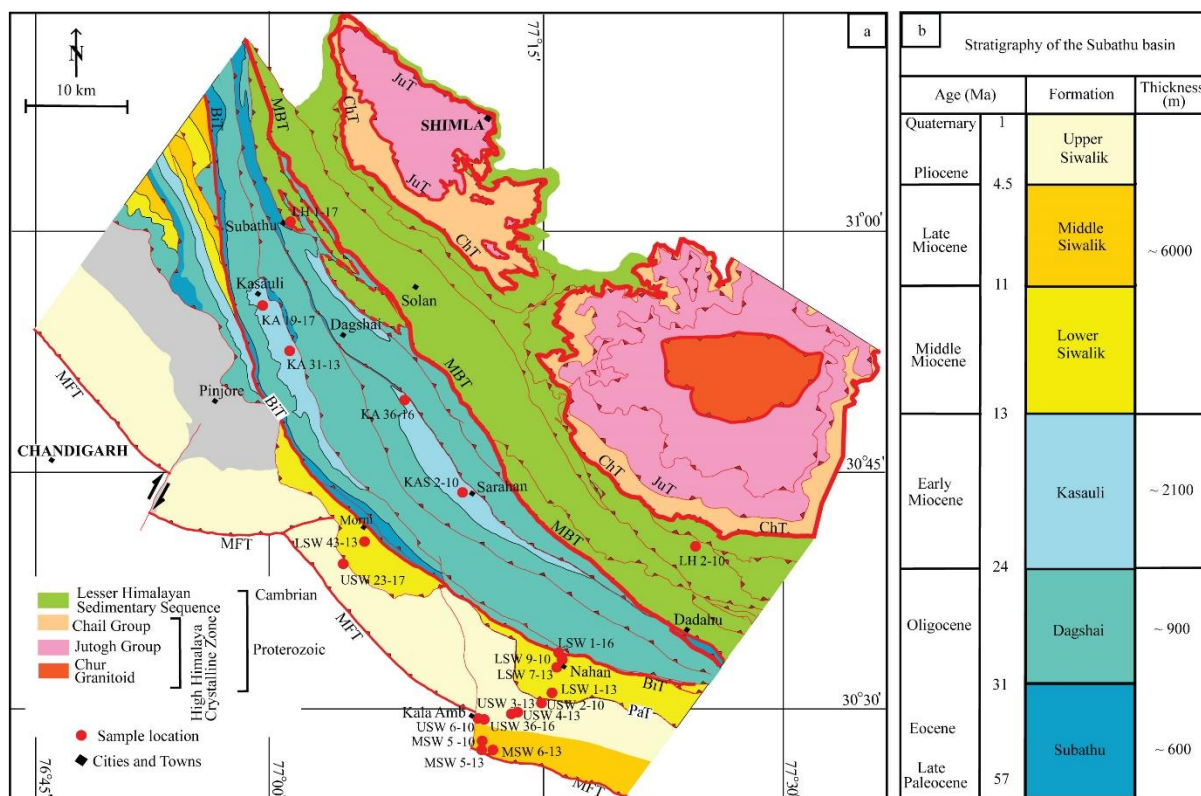 a
N
10 km
77°15'
SHIMLA
JuT
ChT
JuT
ChT
BiT
MBT
LH 1-17
Subathu
31°00'
Kasauli
KA 19-17
Solan
Dagshai
KA 31-13
MBT
MFT
Pinjore
BiT
KA 36-16
CHANDIGARH
ChT
JuT
30°45'
KAS 2-10
Sarahan
ChT
MBT
Morni
LSW 43-13
MFT
LH 2-10
USW 23-17
Lesser Himalayan
Sedimentary Sequence
Cambrian
Chail Group
Jutogh Group
Proterozoic
Chur
Granitoid
High Himalaya
Crystalline Zone
MFT
Dadahu
LSW 1-16
LSW 9-10
Nahan
LSW 7-13
BiT
LSW 1-13
USW 3-13
USW 2-10
PaT
30°30'
Kala Amb
USW 4-13
USW 6-10
USW 36-16
MSW 5 -10
MSW 6-13
MSW 5-13
MFT
Sample location
Cities and Towns
76°45'
77°00'
77°30'
b
Stratigraphy of the Subathu basin
Age (Ma)
Formation
Thickness
(m)
Quaternary
1
Upper
Siwalik
Pliocene
4.5
Late
Miocene
Middle
Siwalik
~ 6000
11
Middle
Miocene
Lower
Siwalik
13
Early
Miocene
Kasauli
~ 2100
24
Oligocene
Dagshai
~ 900
31
Eocene
Subathu
~ 600
Late
Paleocene
57